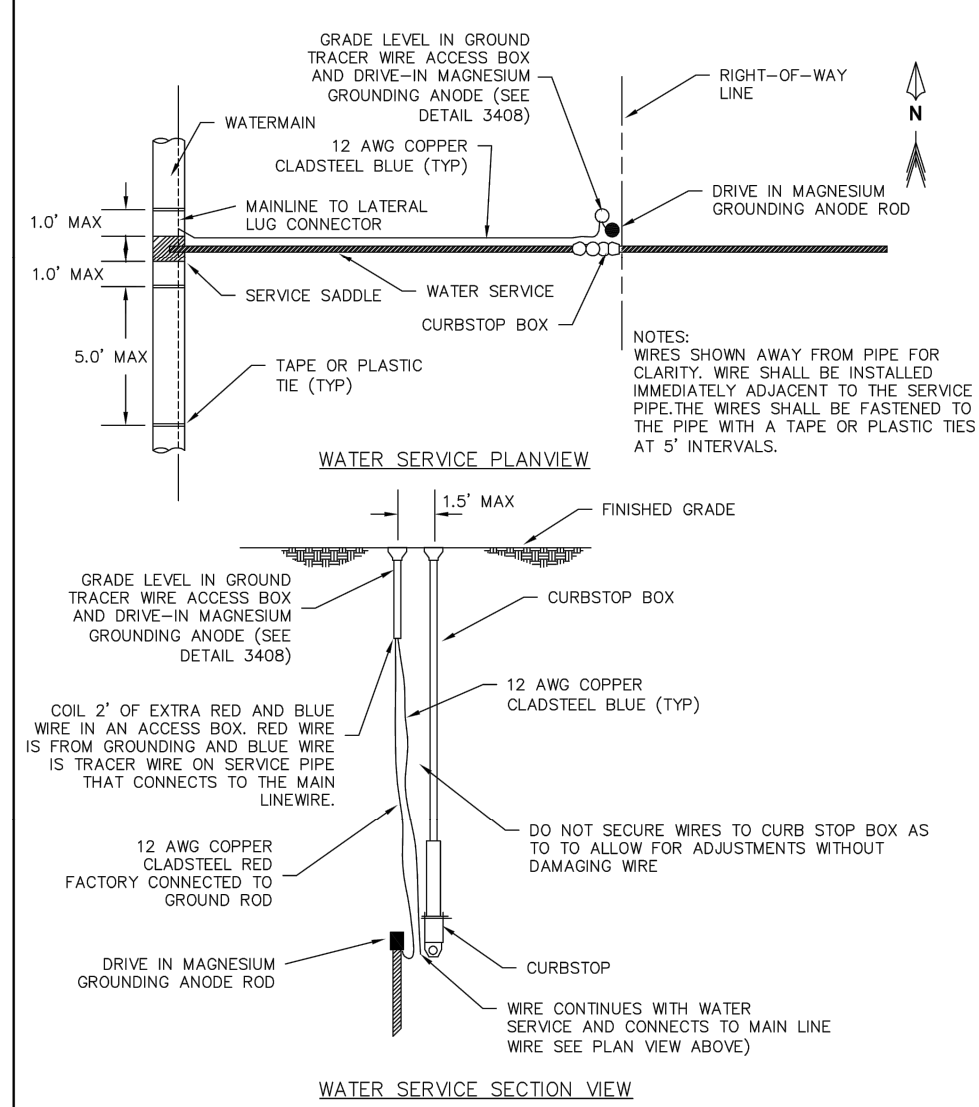 GRADE LEVEL IN GROUND
TRACER WIRE ACCESS BOX
AND DRIVE-IN MAGNESIUM
GROUNDING ANODE (SEE
DETAIL 3408)
RIGHT-OF-WAY
LINE
N
WATERMAIN
12 AWG COPPER
CLADSTEEL BLUE (TYP)
1.0' MAX
MAINLINE TO LATERAL
LUG CONNECTOR
DRIVE IN MAGNESIUM
GROUNDING ANODE ROD
1.0' MAX
SERVICE SADDLE
WATER SERVICE
CURBSTOP BOX
5.0' MAX
TAPE OR PLASTIC
TIE (TYP)
NOTES:
WIRES SHOWN AWAY FROM PIPE FOR
CLARITY. WIRE SHALL BE INSTALLED
IMMEDIATELY ADJACENT TO THE SERVICE
PIPE.THE WIRES SHALL BE FASTENED TO
THE PIPE WITH A TAPE OR PLASTIC TIES
AT 5' INTERVALS.
WATER SERVICE PLANVIEW
1.5' MAX
FINISHED GRADE
GRADE LEVEL IN GROUND
TRACER WIRE ACCESS BOX
AND DRIVE-IN MAGNESIUM
GROUNDING ANODE (SEE
DETAIL 3408)
CURBSTOP BOX
12 AWG COPPER
CLADSTEEL BLUE (TYP)
COIL 2' OF EXTRA RED AND BLUE
WIRE IN AN ACCESS BOX. RED WIRE
IS FROM GROUNDING AND BLUE WIRE
IS TRACER WIRE ON SERVICE PIPE
THAT CONNECTS TO THE MAIN
LINEWIRE.
DO NOT SECURE WIRES TO CURB STOP BOX AS
TO TO ALLOW FOR ADJUSTMENTS WITHOUT
DAMAGING WIRE
12 AWG COPPER
CLADSTEEL RED
FACTORY CONNECTED TO
GROUND ROD
DRIVE IN MAGNESIUM
GROUNDING ANODE ROD
CURBSTOP
WIRE CONTINUES WITH WATER
SERVICE AND CONNECTS TO MAIN LINE
WIRE SEE PLAN VIEW ABOVE)
WATER SERVICE SECTION VIEW